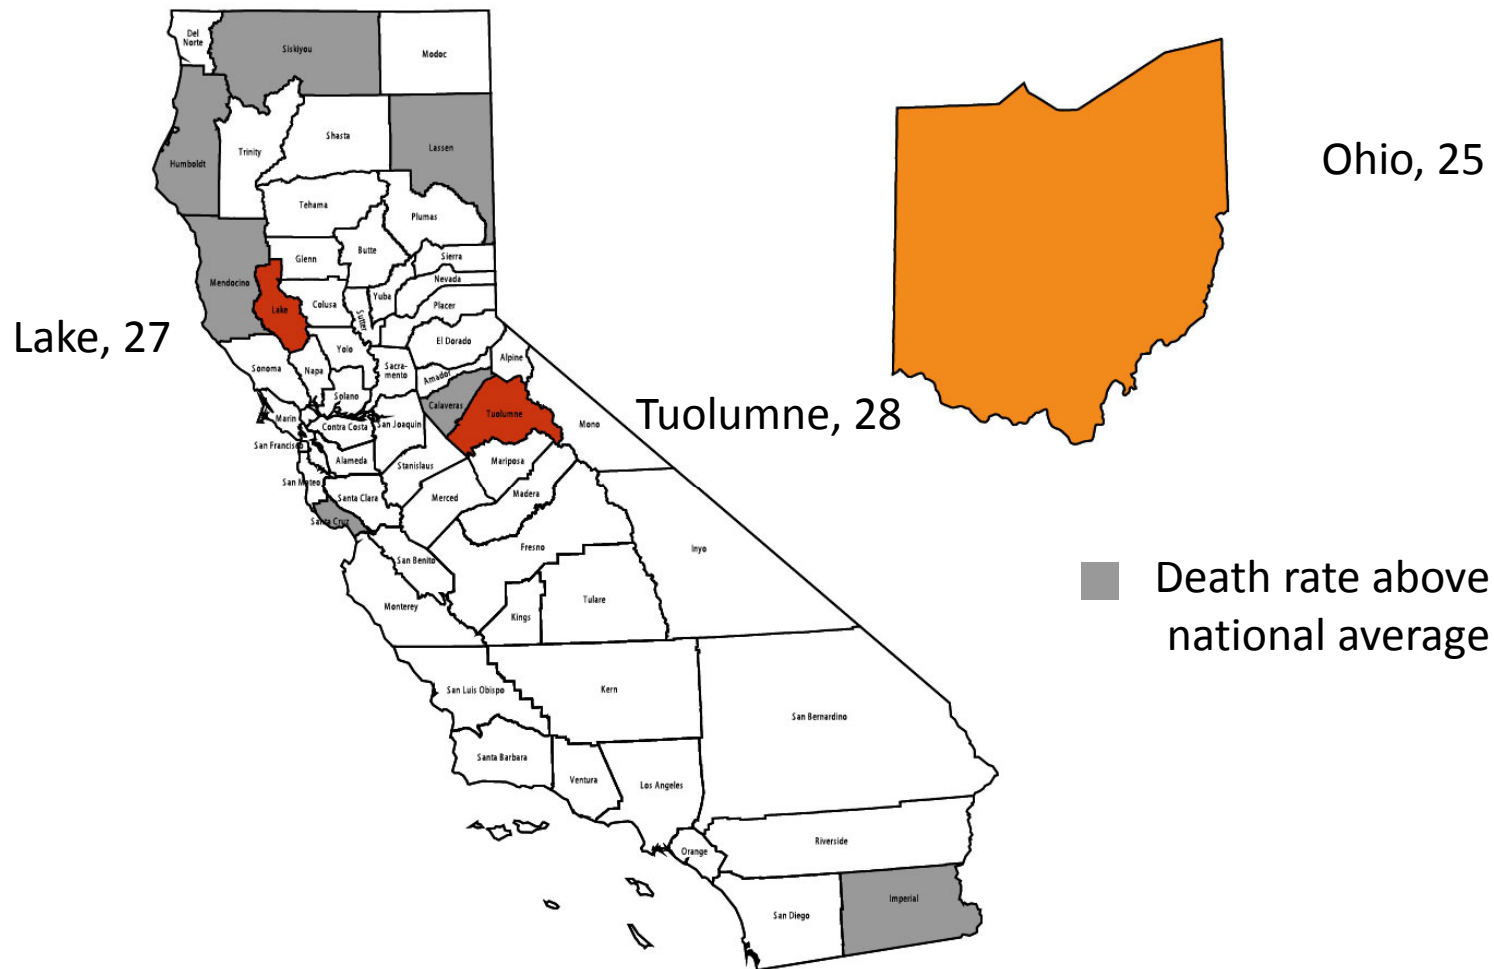 Del
Norte
Siskiyou
Modoc
Humboldt
Trinity
Shasta
Lassen
Tehama
Plumas
Butte
Glenn
Sierra
Mendocino
Lake
Colusa
Yuba
Nevada
Placer
Sutter
Lake, 27
Yolo
El Dorado
Sonoma
Napa
Sacra-
mento
Alpine
Amador
Solano
Calaveras
Tuolumne
Tuolumne, 28
Mono
Marin
Contra Costa
San Joaquin
San Francisco
Alameda
Stanislaus
Mariposa
San Mateo
Santa Clara
Merced
Madera
Santa Cruz
San Benito
Fresno
Inyo
Monterey
Kings
Tulare
San Luis Obispo
Kern
San Bernardino
Santa Barbara
Ventura
Los Angeles
Orange
Riverside
San Diego
Imperial
Ohio, 25
Death rate above
national average